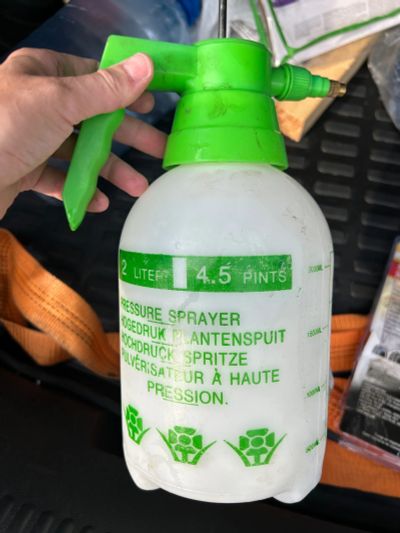 2 LITER 4.5 PINTS
PRESSURE SPRAYER
HOGEDRUK PLANTENSPUIT
HOCHDRUCK SPRITZE
PULVÉRISATEUR À HAUTE
PRESSION.